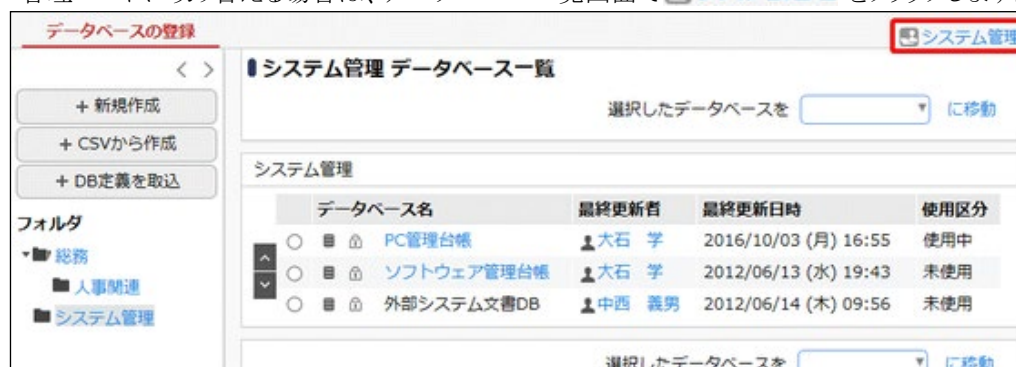 データベースの登録
システム管理
< >
システム管理 データベース一覧
+ 新規作成
選択したデータベースを に移動
+ CSVから作成
+ DB定義を取込
システム管理
データベース名 最終更新者 最終更新日時 使用区分
フォルダ
PC管理台帳 大石 学 2016/10/03 (月) 16:55 使用中
総務
ソフトウェア管理台帳 大石 学 2012/06/13 (水) 19:43 未使用
人事関連
外部システム文書DB 中西 義男 2012/06/14 (木) 09:56 未使用
システム管理
選択したデータベースを に移動